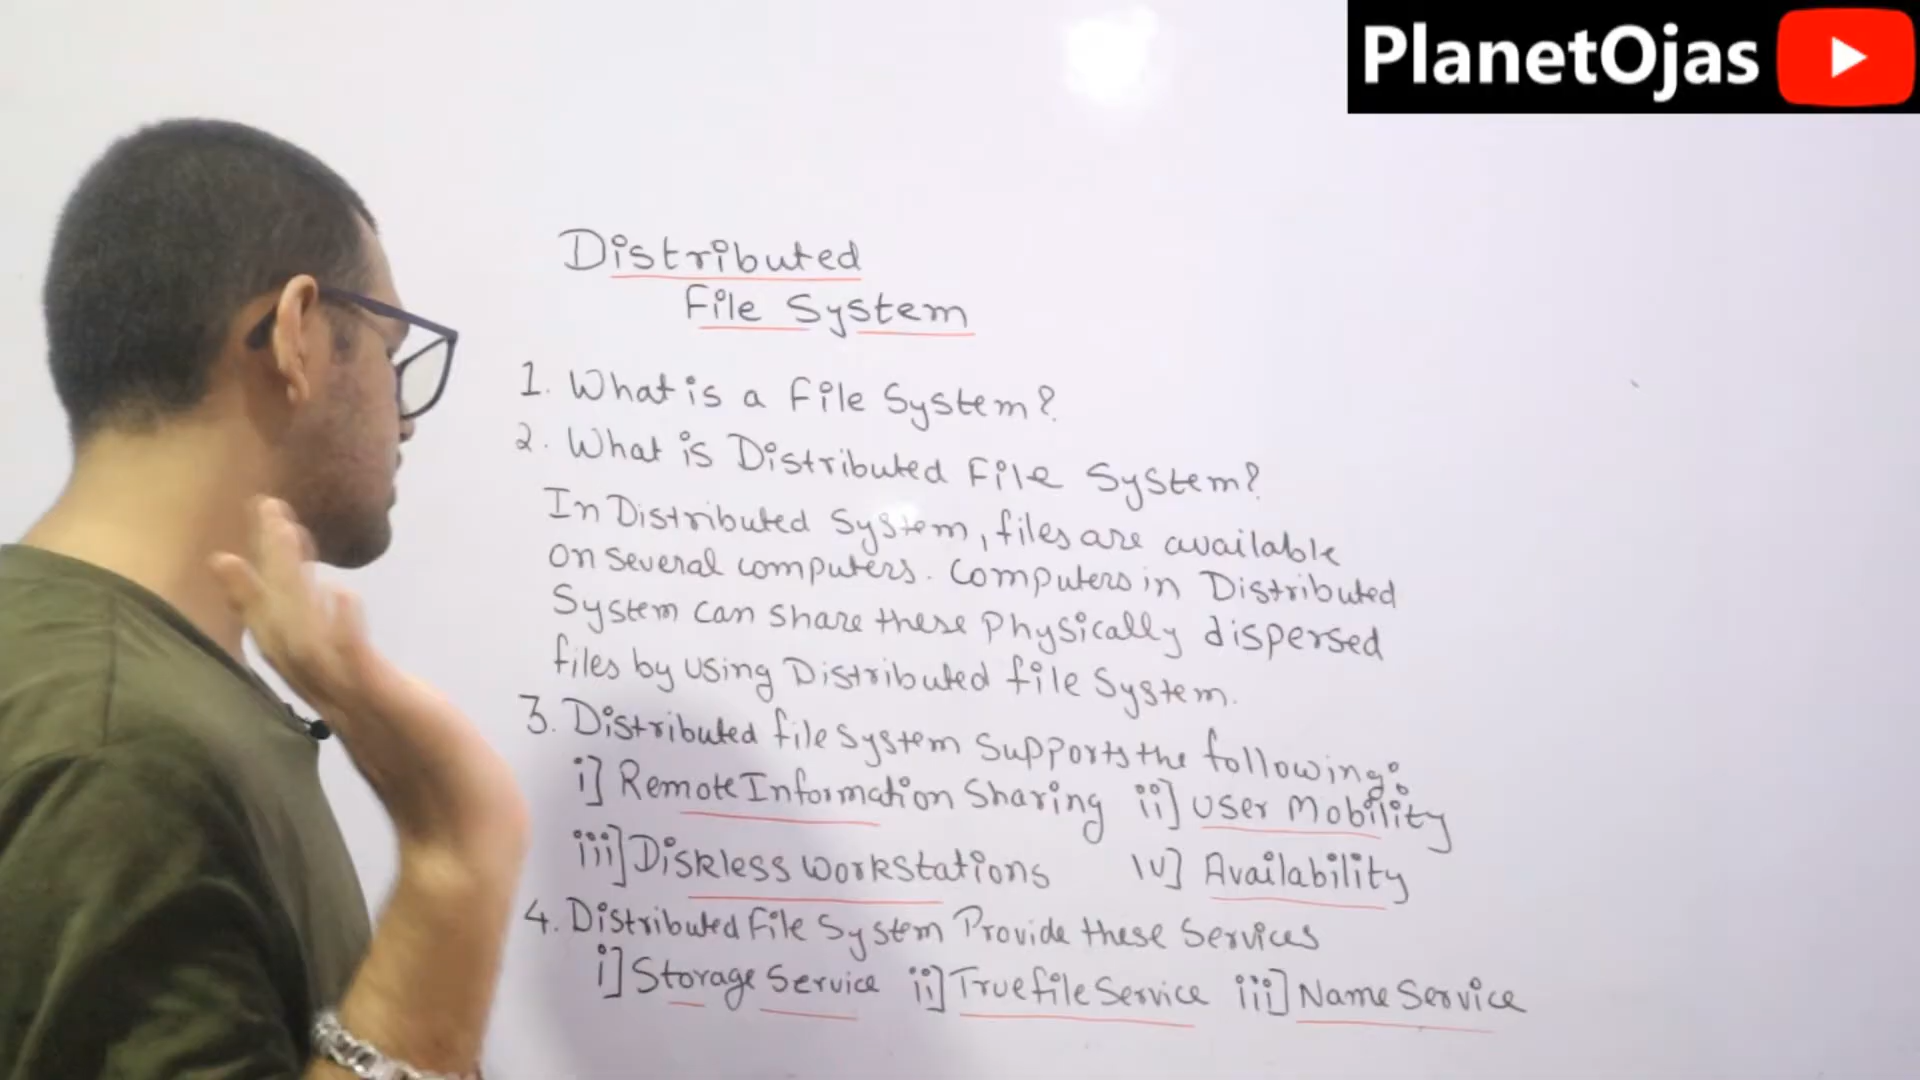 PlanetOjas
Distributed
File System
1. What is a File System?
2. What is Distributed File System?
In Distributed System, files are available
on several computers. Computers in Distributed
System can share these Physically dispersed
files by using Distributed file System.
3. Distributed file System Supports the following:
i] Remote Information Sharing ii] User Mobility
iii] Diskless Workstations iv] Availability
4. Distributed File System Provide these Services
i] Storage Service ii] True file Service iii] Name Service